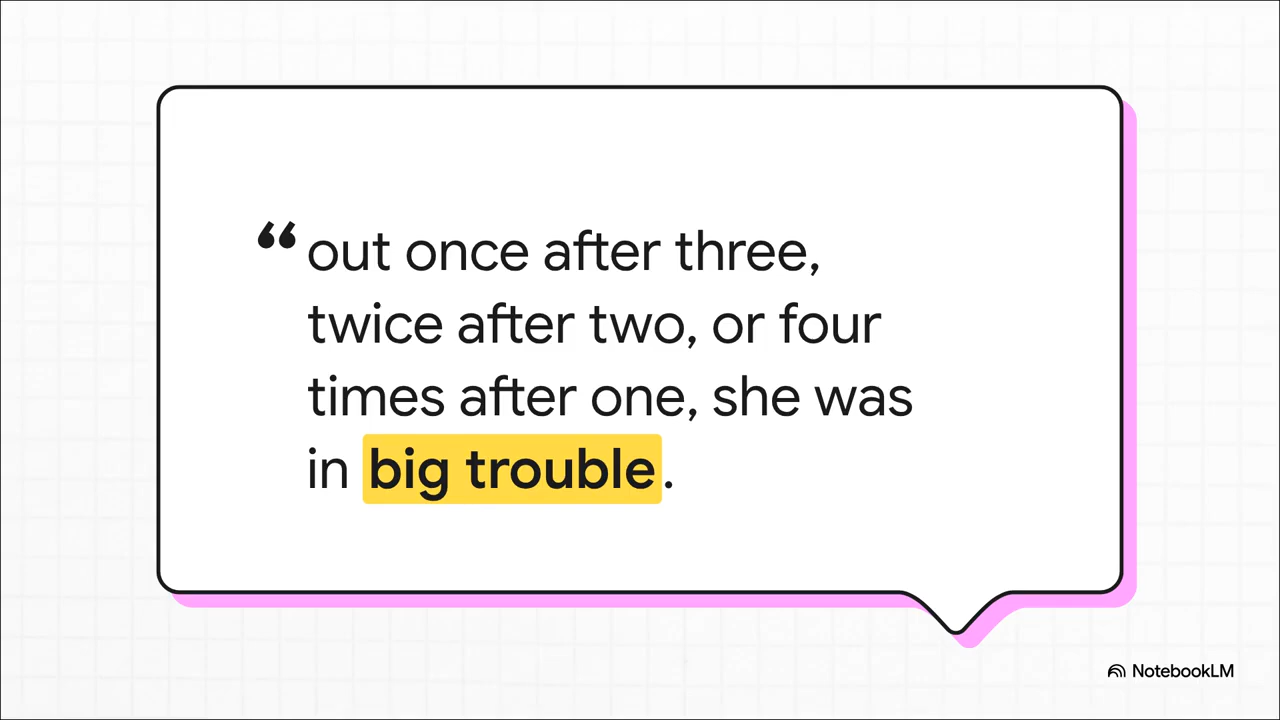 “out once after three,
twice after two, or four
times after one, she was
in big trouble.
NotebookLM